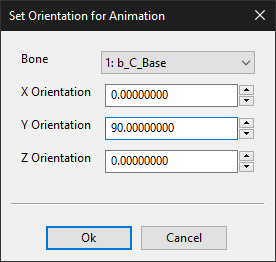 Set Orientation for Animation
Bone 1: b_C_Base
X Orientation 0.00000000
Y Orientation 90.00000000
Z Orientation 0.00000000
Ok Cancel